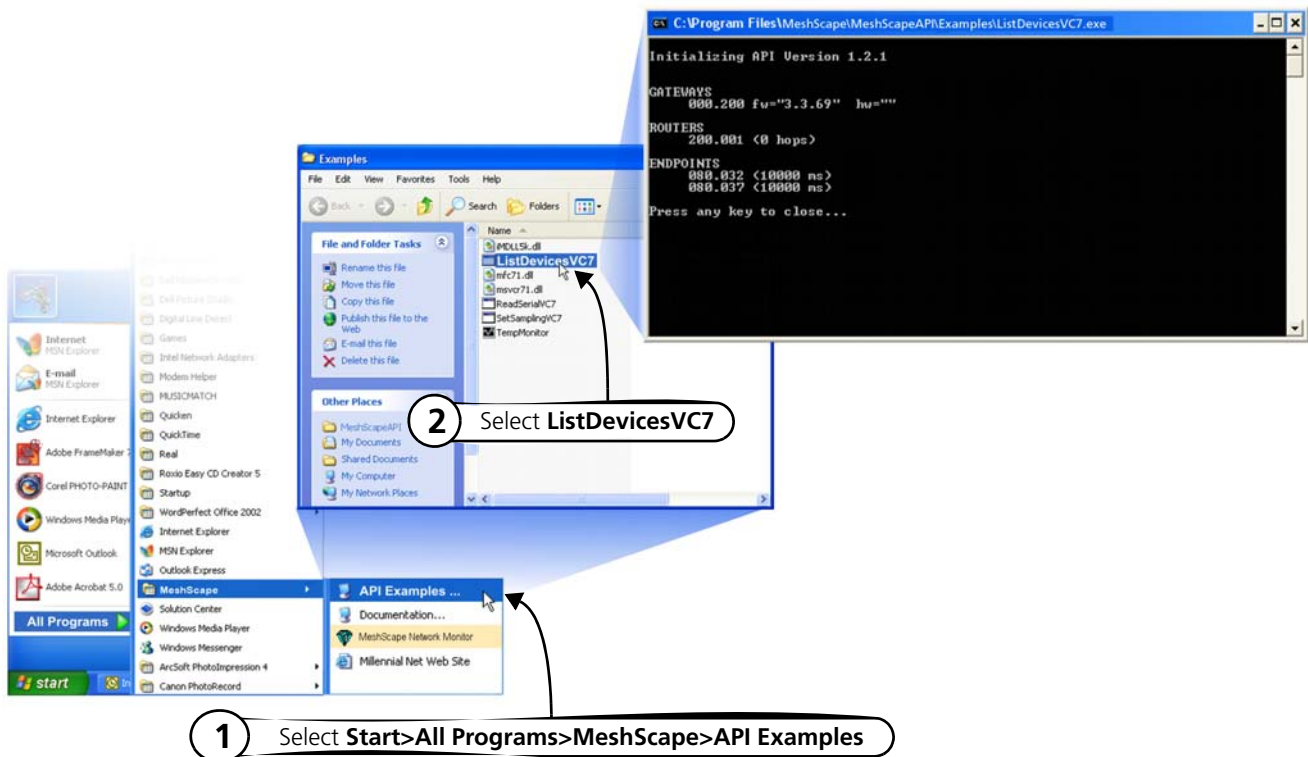 C:\Program Files\MeshScape\MeshScapeAPI\Examples\ListDevicesVC7.exe
Initializing API Version 1.2.1
GATEWAYS
000.200 fw="3.3.69" hw=""
ROUTERS
200.001 (0 hops)
ENDPOINTS
080.032 (10000 ms)
080.037 (10000 ms)
Press any key to close...
Examples
File Edit View Favorites Tools Help
Back Search Folders
File and Folder Tasks
Rename this file
Move this file
Copy this file
Publish this file to the
Web
E-mail this file
Delete this file
Other Places
MeshScapeAPI
My Documents
Shared Documents
My Computer
My Network Places
Name
iMDLL5k.dll
ListDevicesVC7
mfc71.dll
msvcr71.dll
ReadSerialVC7
SetSamplingVC7
TempMonitor
2 Select ListDevicesVC7
Internet
MSN Explorer
E-mail
MSN Explorer
Internet Explorer
Adobe FrameMaker 7
Corel PHOTO-PAINT
Windows Media Playe
Microsoft Outlook
Adobe Acrobat 5.0
All Programs
start
In
Dell Picture Studio
Digital Line Detect
Games
Intel Network Adapters
Modem Helper
MUSICMATCH
Quicken
QuickTime
Real
Roxio Easy CD Creator 5
Startup
WordPerfect Office 2002
Internet Explorer
MSN Explorer
Outlook Express
MeshScape
Solution Center
Windows Media Player
Windows Messenger
ArcSoft PhotoImpression 4
Canon PhotoRecord
API Examples ...
Documentation...
MeshScape Network Monitor
Millennial Net Web Site
1 Select Start>All Programs>MeshScape>API Examples